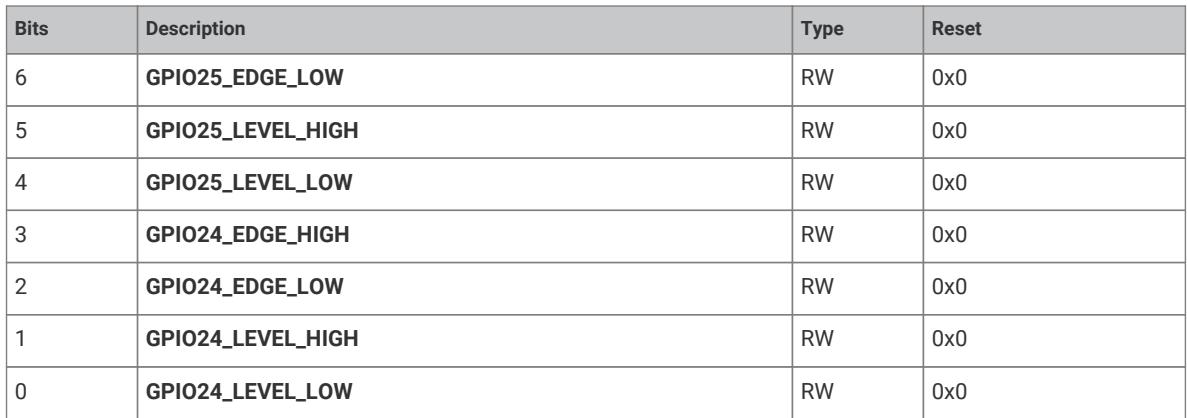 Bits Description Type Reset
6 GPIO25_EDGE_LOW RW 0x0
5 GPIO25_LEVEL_HIGH RW 0x0
4 GPIO25_LEVEL_LOW RW 0x0
3 GPIO24_EDGE_HIGH RW 0x0
2 GPIO24_EDGE_LOW RW 0x0
1 GPIO24_LEVEL_HIGH RW 0x0
0 GPIO24_LEVEL_LOW RW 0x0